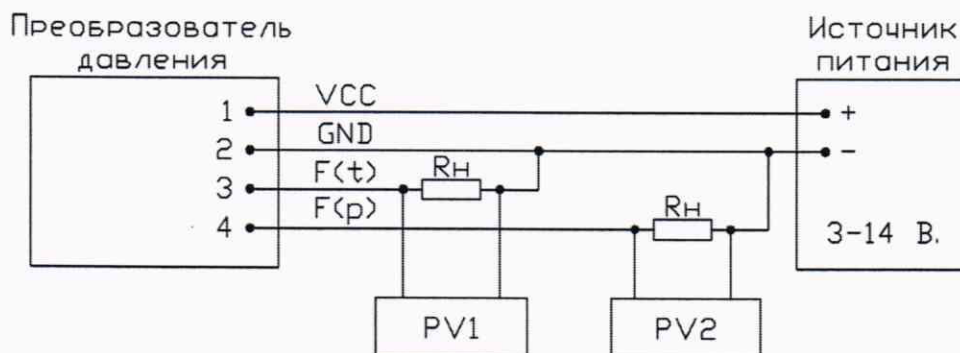 Преобразователь
давления
Источник
питания
1
VCC
+
2
GND
-
3
F(t)
Rн
4
F(p)
Rн
3-14 В.
PV1
PV2